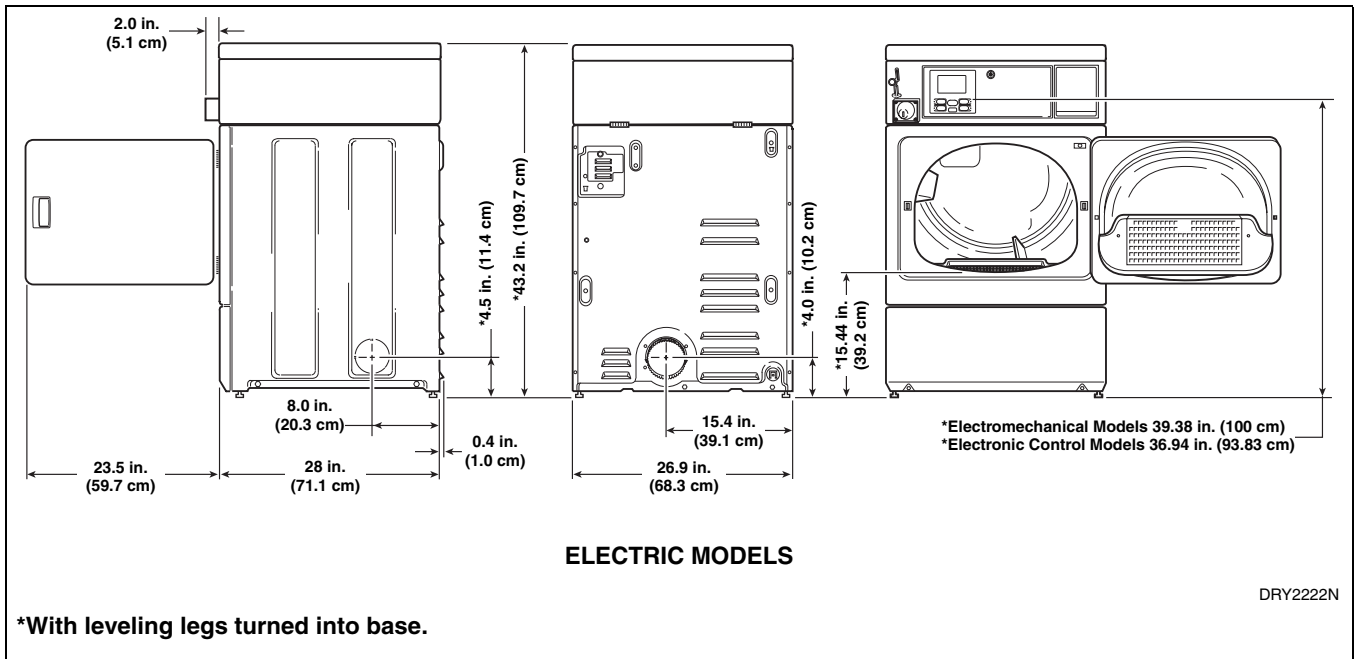 2.0 in.
(5.1 cm)
*4.5 in. (11.4 cm)
*43.2 in. (109.7 cm)
*4.0 in. (10.2 cm)
*15.44 in.
(39.2 cm)
8.0 in.
(20.3 cm)
0.4 in.
(1.0 cm)
15.4 in.
(39.1 cm)
*Electromechanical Models 39.38 in. (100 cm)
*Electronic Control Models 36.94 in. (93.83 cm)
23.5 in.
(59.7 cm)
28 in.
(71.1 cm)
26.9 in.
(68.3 cm)
ELECTRIC MODELS
DRY2222N
*With leveling legs turned into base.